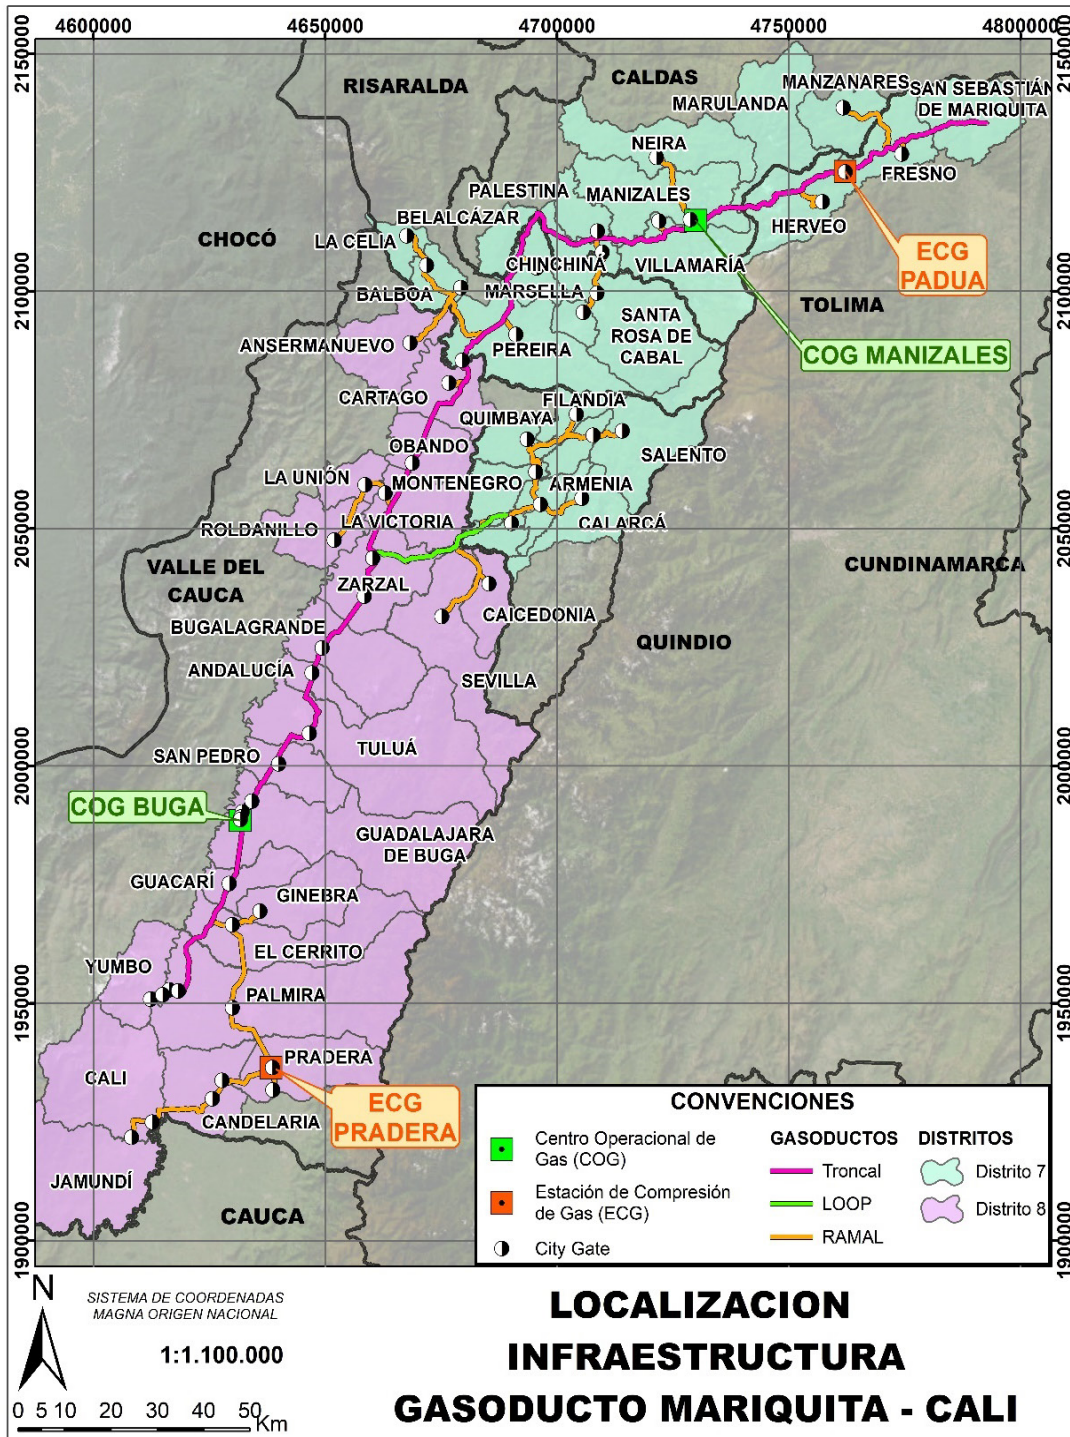 4600000
4650000
4700000
4750000
4800000
2150000
2150000
CALDAS
RISARALDA
MANZANARES
SAN SEBASTIÁN
DE MARIQUITA
MARULANDA
NEIRA
FRESNO
PALESTINA
MANIZALES
BELALCÁZAR
HERVEO
CHOCÓ
LA CELIA
ECG
PADUA
CHINCHINÁ
VILLAMARÍA
2100000
2100000
BALBOA
MARSELLA
TOLIMA
SANTA
ROSA DE
CABAL
ANSERMANUEVO
PEREIRA
COG MANIZALES
CARTAGO
FILANDIA
QUIMBAYA
OBANDO
SALENTO
LA UNIÓN
MONTENEGRO
ARMENIA
ROLDANILLO
LA VICTORIA
CALARCÁ
2050000
2050000
VALLE DEL
CAUCA
ZARZAL
CUNDINAMARCA
CAICEDONIA
BUGALAGRANDE
QUINDIO
ANDALUCÍA
SEVILLA
SAN PEDRO
TULUÁ
2000000
2000000
COG BUGA
GUADALAJARA
DE BUGA
GUACARÍ
GINEBRA
EL CERRITO
YUMBO
PALMIRA
1950000
1950000
PRADERA
CALI
ECG
PRADERA
CANDELARIA
JAMUNDÍ
CAUCA
1900000
1900000
CONVENCIONES
Centro Operacional de
Gas (COG)
Estación de Compresión
de Gas (ECG)
City Gate
GASODUCTOS
Troncal
LOOP
RAMAL
DISTRITOS
Distrito 7
Distrito 8
N
SISTEMA DE COORDENADAS
MAGNA ORIGEN NACIONAL
1:1.100.000
0 5 10 20 30 40 50
Km
LOCALIZACION
INFRAESTRUCTURA
GASODUCTO MARIQUITA - CALI